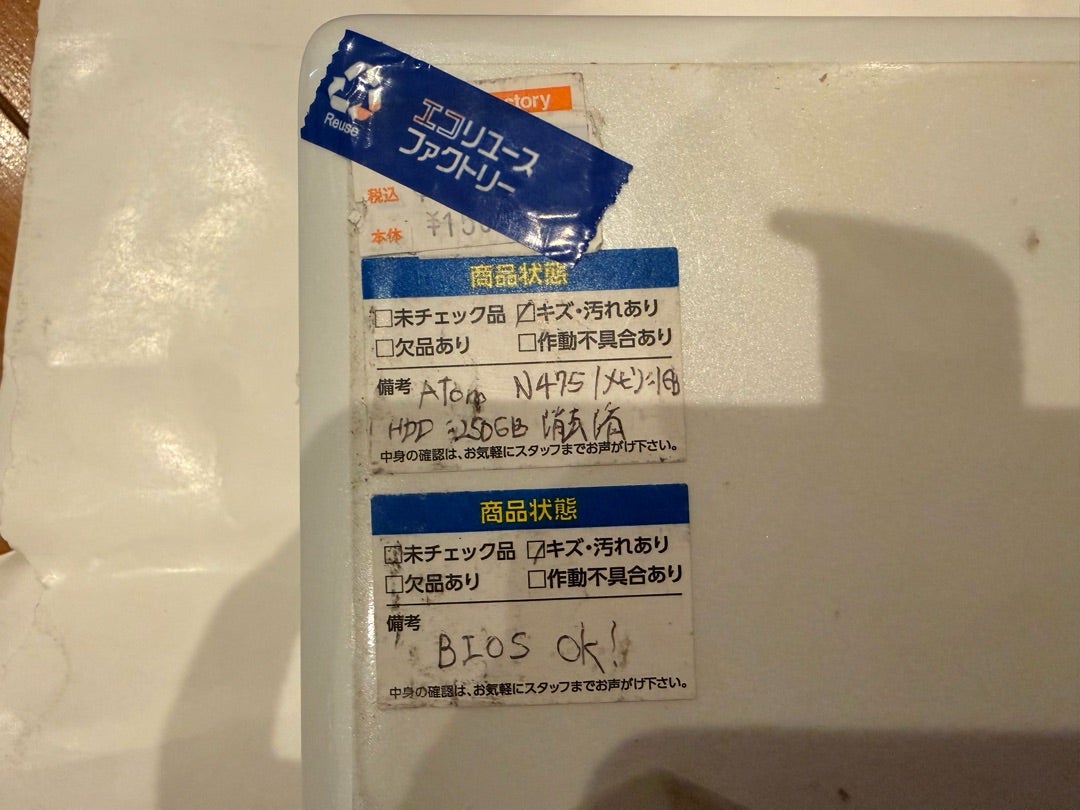 Reuse
エコリユース
ファクトリー
story
税込
本体 ¥150
商品状態
□未チェック品 ☑キズ・汚れあり
□欠品あり □作動不具合あり
備考 ATom N475 / メモリ:1GB
HDD:250GB 消去済
中身の確認は、お気軽にスタッフまでお声がけ下さい。
商品状態
□未チェック品 ☑キズ・汚れあり
□欠品あり □作動不具合あり
備考
BIOS Ok!
中身の確認は、お気軽にスタッフまでお声がけ下さい。